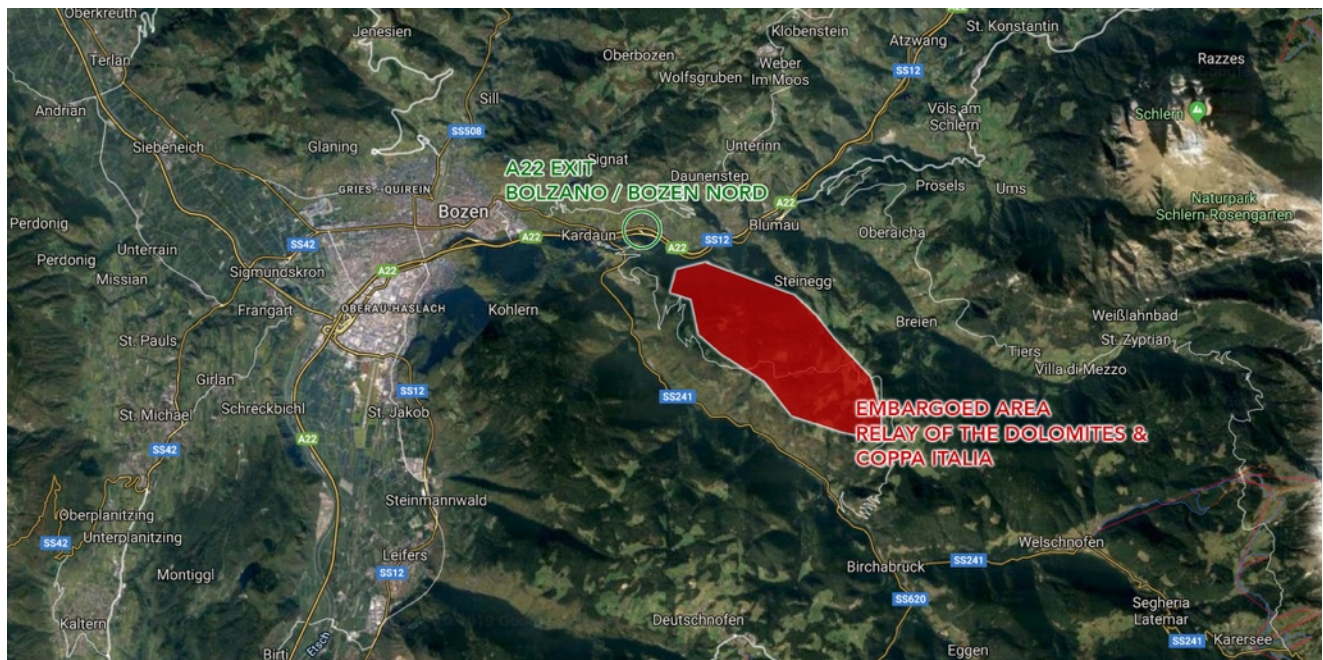 Oberkreuth
Terlan
Andrian
Siebeneich
Jenesien
Glaning
Sill
SS508
GRIES - QUIREIN
Bozen
Oberbozen
Wolfsgruben
Klobenstein
Weber
Im Moos
Atzwang
St. Konstantin
A22
SS12
Razzes
Völs am
Schlern
Schlern
Signat
Unterinn
Daunenstep
A22 EXIT
BOLZANO / BOZEN NORD
Prösels
Ums
Naturpark
Schlern-Rosengarten
Perdonig
Perdonig
Unterrain
Missian
SS42
Sigmundskron
Frangart
A22
OBERAU-HASLACH
A22
Kardaun
A22
SS12
Blumau
A22
Oberaicha
Kohlern
Steinegg
Breien
Weißlahnbad
St. Zyprian
Tiers
Villa di Mezzo
St. Pauls
Girlan
St. Michael
SS42
Schreckbichl
A22
SS12
St. Jakob
SS241
EMBARGOED AREA
RELAY OF THE DOLOMITES &
COPPA ITALIA
Steinmannwald
Oberplanitzing
SS42
Unterplanitzing
Montiggl
Leifers
SS12
Kaltern
Birti
Etsch
Deutschnofen
Birchabruck
SS241
Welschnofen
SS620
Eggen
Segheria
Latemar
SS241
Karersee